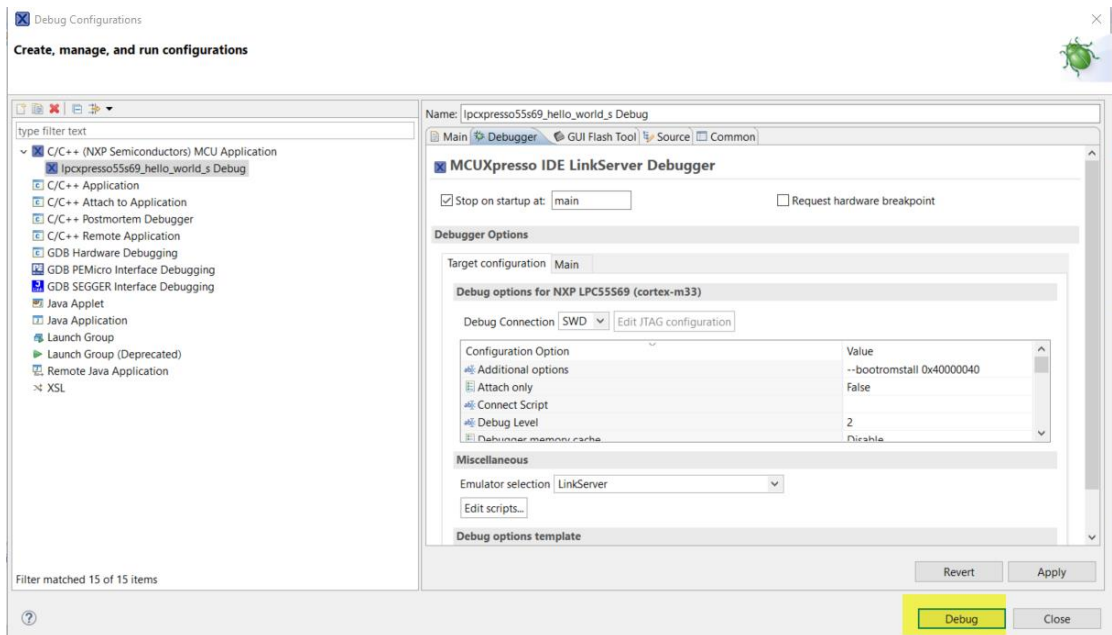 Debug Configurations
Create, manage, and run configurations
type filter text
C/C++ (NXP Semiconductors) MCU Application
lpcxpresso55s69_hello_world_s Debug
C/C++ Application
C/C++ Attach to Application
C/C++ Postmortem Debugger
C/C++ Remote Application
GDB Hardware Debugging
GDB PEMicro Interface Debugging
GDB SEGGER Interface Debugging
Java Applet
Java Application
Launch Group
Launch Group (Deprecated)
Remote Java Application
XSL
Filter matched 15 of 15 items
Name: lpcxpresso55s69_hello_world_s Debug
Main Debugger GUI Flash Tool Source Common
MCUXpresso IDE LinkServer Debugger
Stop on startup at: main Request hardware breakpoint
Debugger Options
Target configuration Main
Debug options for NXP LPC55S69 (cortex-m33)
Debug Connection SWD Edit JTAG configuration
Configuration Option Value
Additional options --bootromstall 0x40000040
Attach only False
Connect Script
Debug Level 2
Debugger memory cache Disable
Miscellaneous
Emulator selection LinkServer
Edit scripts...
Debug options template
Revert Apply
Debug Close